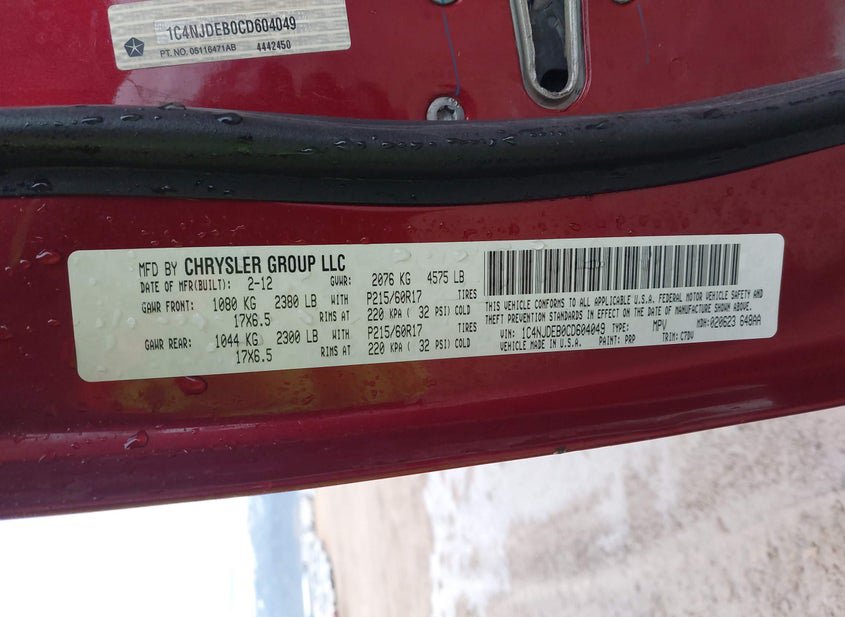 1C4NJDEB0CD604049
PT. NO. 05116471AB 4442450
MFD BY CHRYSLER GROUP LLC
DATE OF MFR(BUILT): 2-12 GVWR: 2076 KG 4575 LB
GAWR FRONT: 1080 KG 2380 LB WITH P215/60R17 TIRES
17X6.5 RIMS AT 220 KPA ( 32 PSI) COLD
GAWR REAR: 1044 KG 2300 LB WITH P215/60R17 TIRES
17X6.5 RIMS AT 220 KPA ( 32 PSI) COLD
THIS VEHICLE CONFORMS TO ALL APPLICABLE U.S.A. FEDERAL MOTOR VEHICLE SAFETY AND
THEFT PREVENTION STANDARDS IN EFFECT ON THE DATE OF MANUFACTURE SHOWN ABOVE.
VIN: 1C4NJDEB0CD604049 TYPE: MPV MDH: 020623 648AA
VEHICLE MADE IN U.S.A. PAINT: PRP TRIM: C7DV